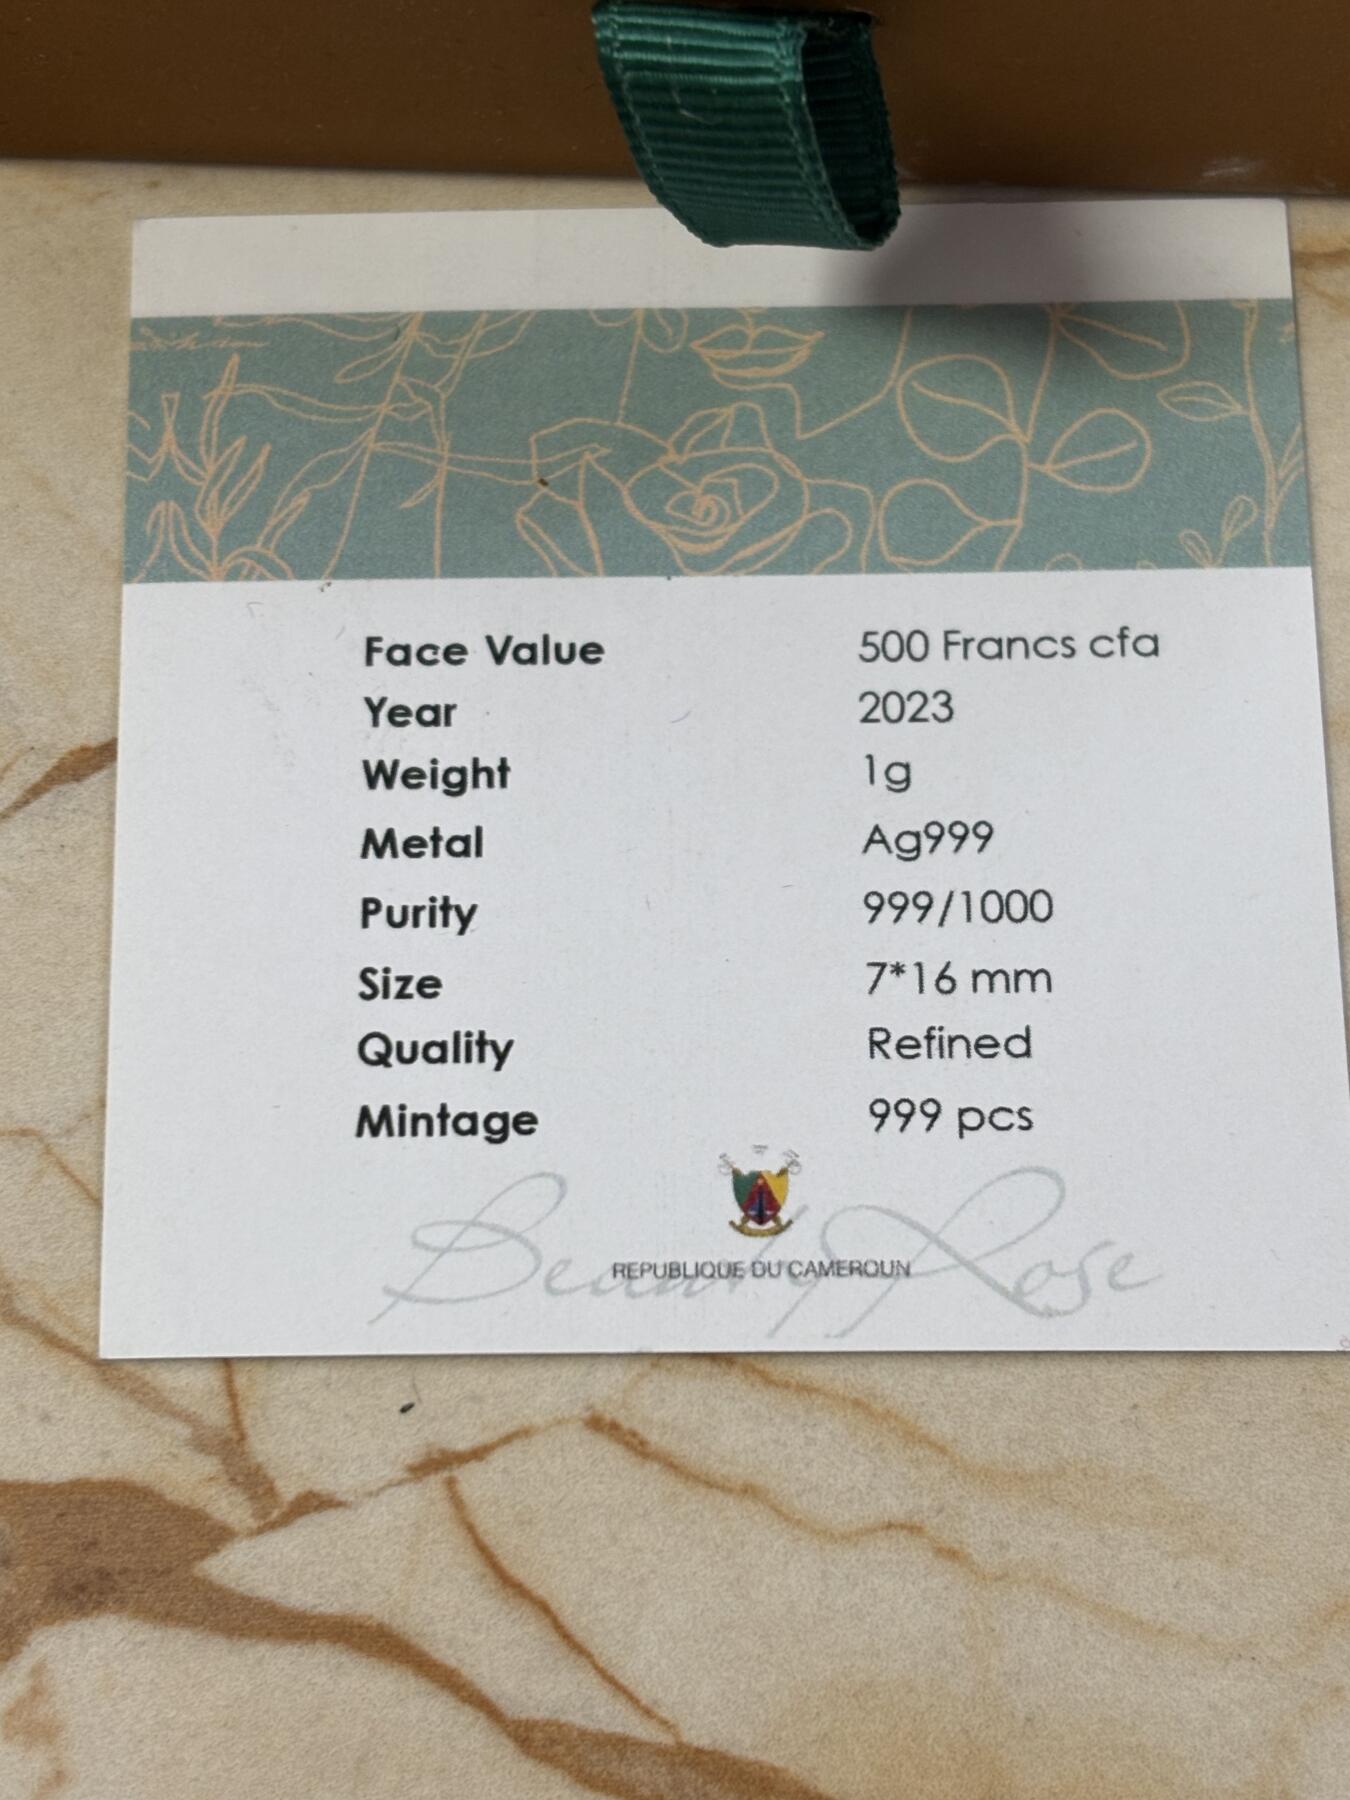 Face Value 500 Francs cfa
Year 2023
Weight 1g
Metal Ag999
Purity 999/1000
Size 7*16 mm
Quality Refined
Mintage 999 pcs
REPUBLIQUE DU CAMEROUN
Beauty Rose